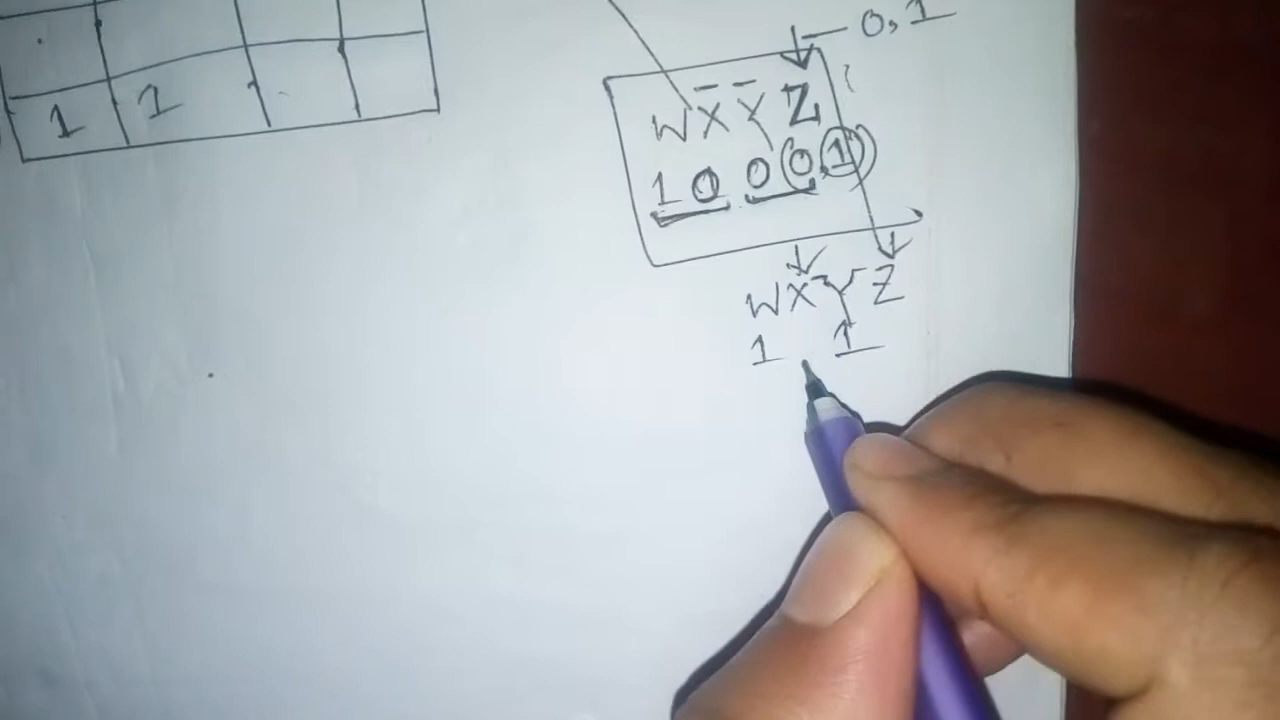 0,1
1 1
W X̅ Y̅ Z
1 0 0 (0, (1))
W X Y Z
1 1